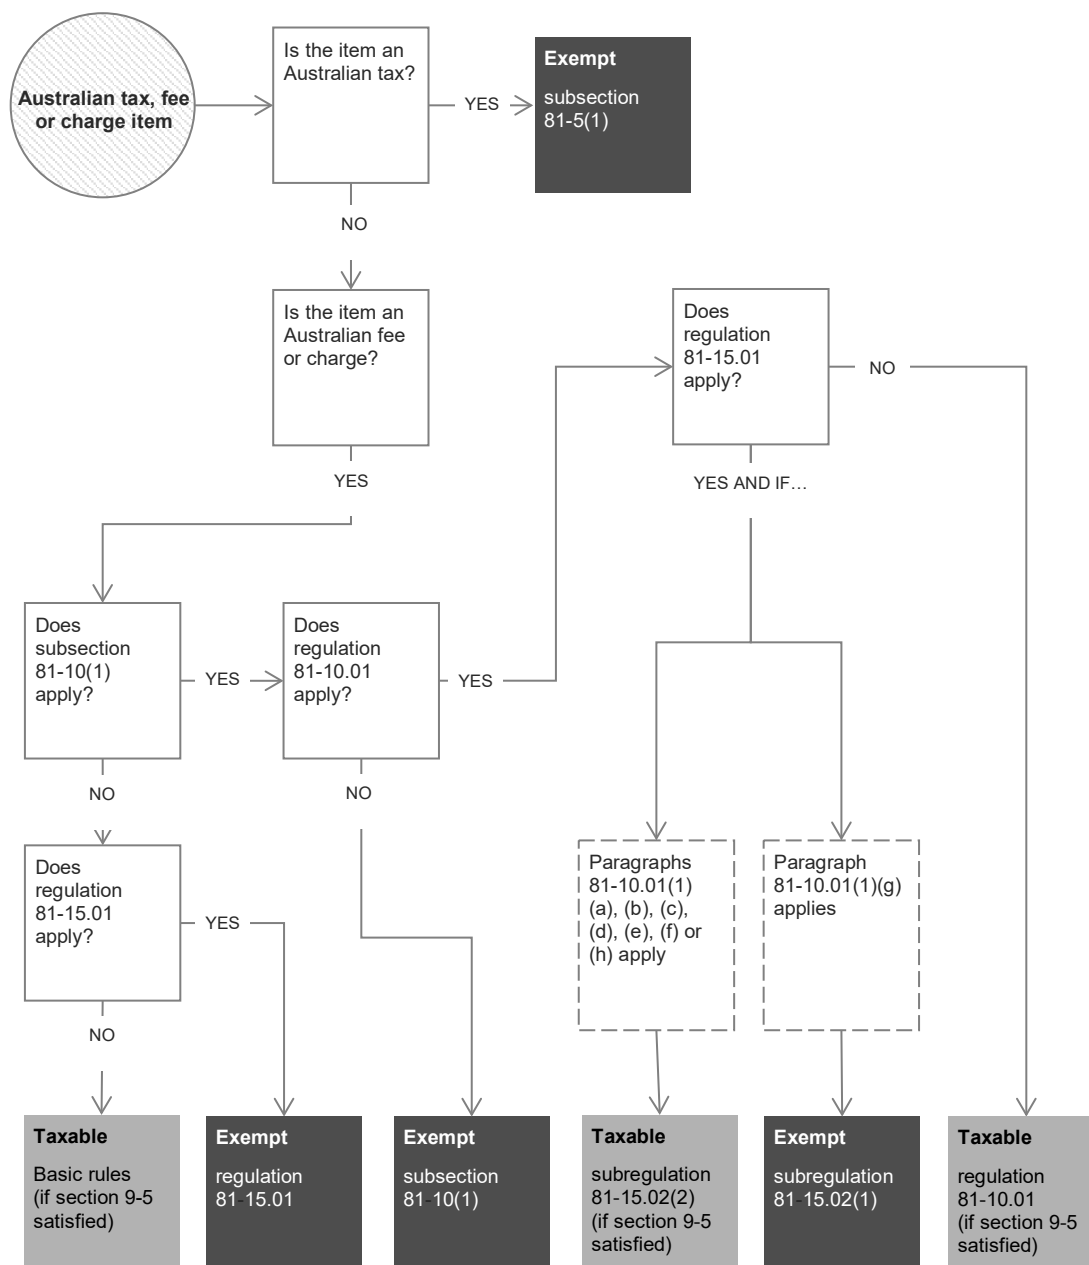 Australian tax, fee
or charge item
Is the item an
Australian tax?
YES
Exempt
subsection
81-5(1)
NO
Is the item an
Australian fee
or charge?
YES
Does
regulation
81-15.01
apply?
NO
YES AND IF…
Does
subsection
81-10(1)
apply?
YES
Does
regulation
81-10.01
apply?
YES
NO
NO
Does
regulation
81-15.01
apply?
YES
NO
Paragraphs
81-10.01(1)
(a), (b), (c),
(d), (e), (f) or
(h) apply
Paragraph
81-10.01(1)(g)
applies
Taxable
Basic rules
(if section 9-5
satisfied)
Exempt
regulation
81-15.01
Exempt
subsection
81-10(1)
Taxable
subregulation
81-15.02(2)
(if section 9-5
satisfied)
Exempt
subregulation
81-15.02(1)
Taxable
regulation
81-10.01
(if section 9-5
satisfied)